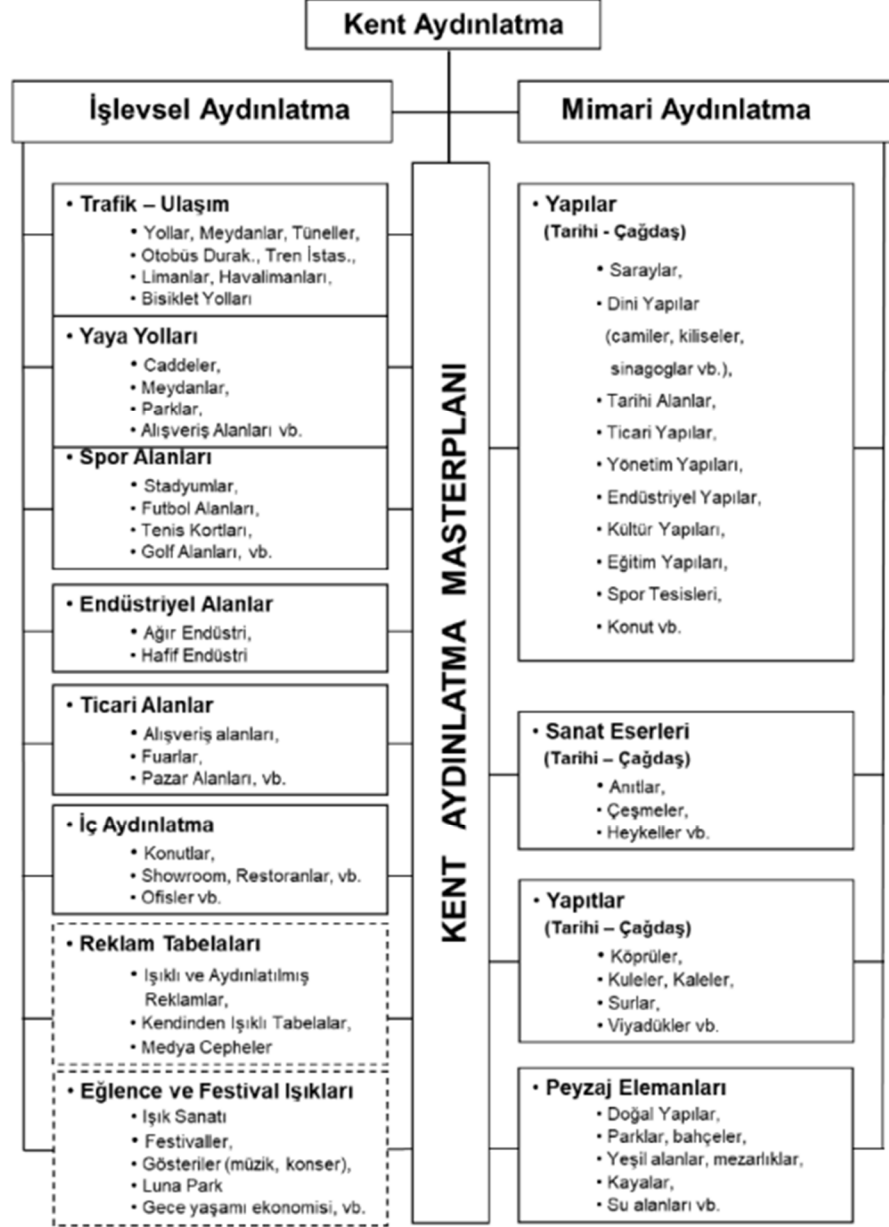 Kent Aydınlatma
İşlevsel Aydınlatma
• Trafik – Ulaşım
• Yollar, Meydanlar, Tüneller,
• Otobüs Durak., Tren İstas.,
• Limanlar, Havalimanları,
• Bisiklet Yolları
• Yaya Yolları
• Caddeler,
• Meydanlar,
• Parklar,
• Alışveriş Alanları vb.
• Spor Alanları
• Stadyumlar,
• Futbol Alanları,
• Tenis Kortları,
• Golf Alanları, vb.
• Endüstriyel Alanlar
• Ağır Endüstri,
• Hafif Endüstri
• Ticari Alanlar
• Alışveriş alanları,
• Fuarlar,
• Pazar Alanları, vb.
• İç Aydınlatma
• Konutlar,
• Showroom, Restoranlar, vb.
• Ofisler vb.
• Reklam Tabelaları
• Işıklı ve Aydınlatılmış
Reklamlar,
• Kendinden Işıklı Tabelalar,
• Medya Cepheler
• Eğlence ve Festival Işıkları
• Işık Sanatı
• Festivaller,
• Gösteriler (müzik, konser),
• Luna Park
• Gece yaşamı ekonomisi, vb.
KENT AYDINLATMA MASTERPLANI
Mimari Aydınlatma
• Yapılar
(Tarihi - Çağdaş)
• Saraylar,
• Dini Yapılar
(camiler, kiliseler,
sinagoglar vb.),
• Tarihi Alanlar,
• Ticari Yapılar,
• Yönetim Yapıları,
• Endüstriyel Yapılar,
• Kültür Yapıları,
• Eğitim Yapıları,
• Spor Tesisleri,
• Konut vb.
• Sanat Eserleri
(Tarihi – Çağdaş)
• Anıtlar,
• Çeşmeler,
• Heykeller vb.
• Yapıtlar
(Tarihi – Çağdaş)
• Köprüler,
• Kuleler, Kaleler,
• Surlar,
• Viyadükler vb.
• Peyzaj Elemanları
• Doğal Yapılar,
• Parklar, bahçeler,
• Yeşil alanlar, mezarlıklar,
• Kayalar,
• Su alanları vb.